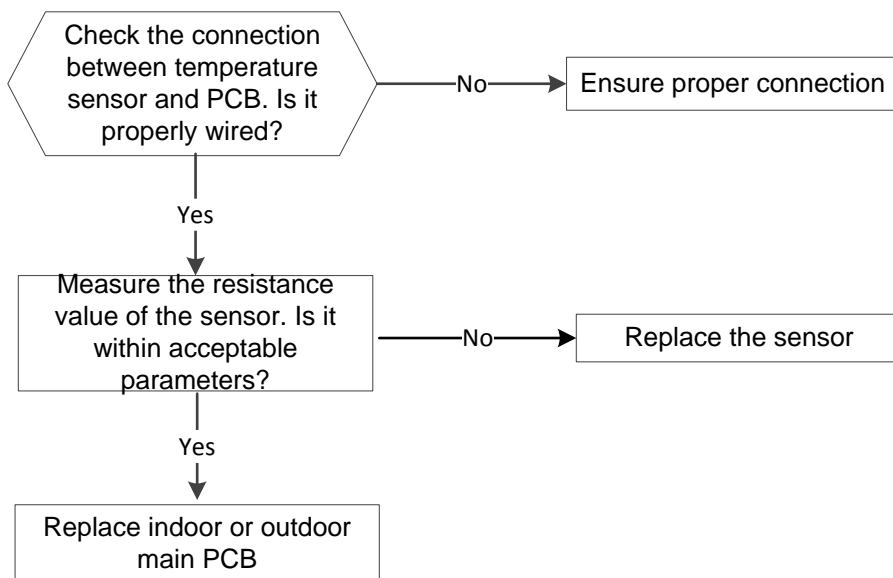 Check the connection
between temperature
sensor and PCB. Is it
properly wired?
No
Ensure proper connection
Yes
Measure the resistance
value of the sensor. Is it
within acceptable
parameters?
No
Replace the sensor
Yes
Replace indoor or outdoor
main PCB